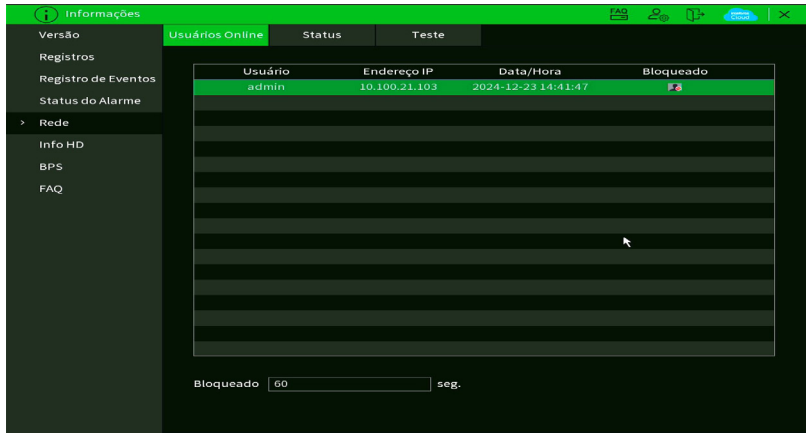 Informações
FAQ
Versão
Usuários Online Status Teste
Registros
Registro de Eventos
Status do Alarme
> Rede
Info HD
BPS
FAQ
Usuário Endereço IP Data/Hora Bloqueado
admin 10.100.21.103 2024-12-23 14:41:47
Bloqueado 60 seg.